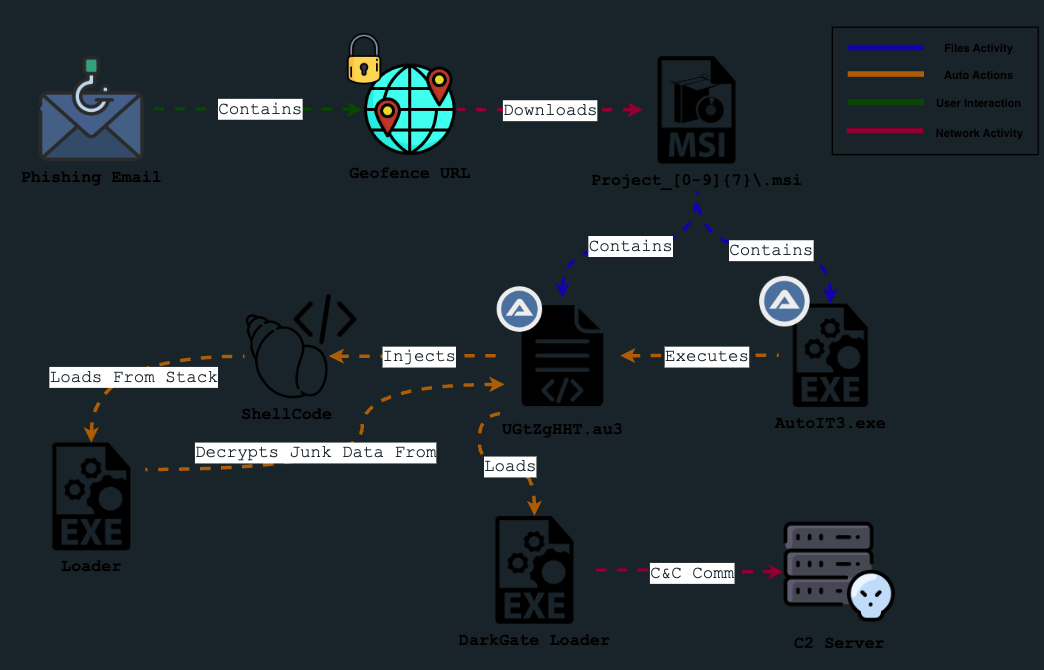 Files Activity
Auto Actions
User Interaction
Network Activity
Contains
Downloads
MSI
Phishing Email
Geofence URL
Project_[0-9]{7}\.msi
Contains
Contains
Injects
Executes
EXE
Loads From Stack
ShellCode
UGtZgHHT.au3
AutoIT3.exe
Decrypts Junk Data From
Loads
EXE
Loader
C&C Comm
EXE
DarkGate Loader
C2 Server